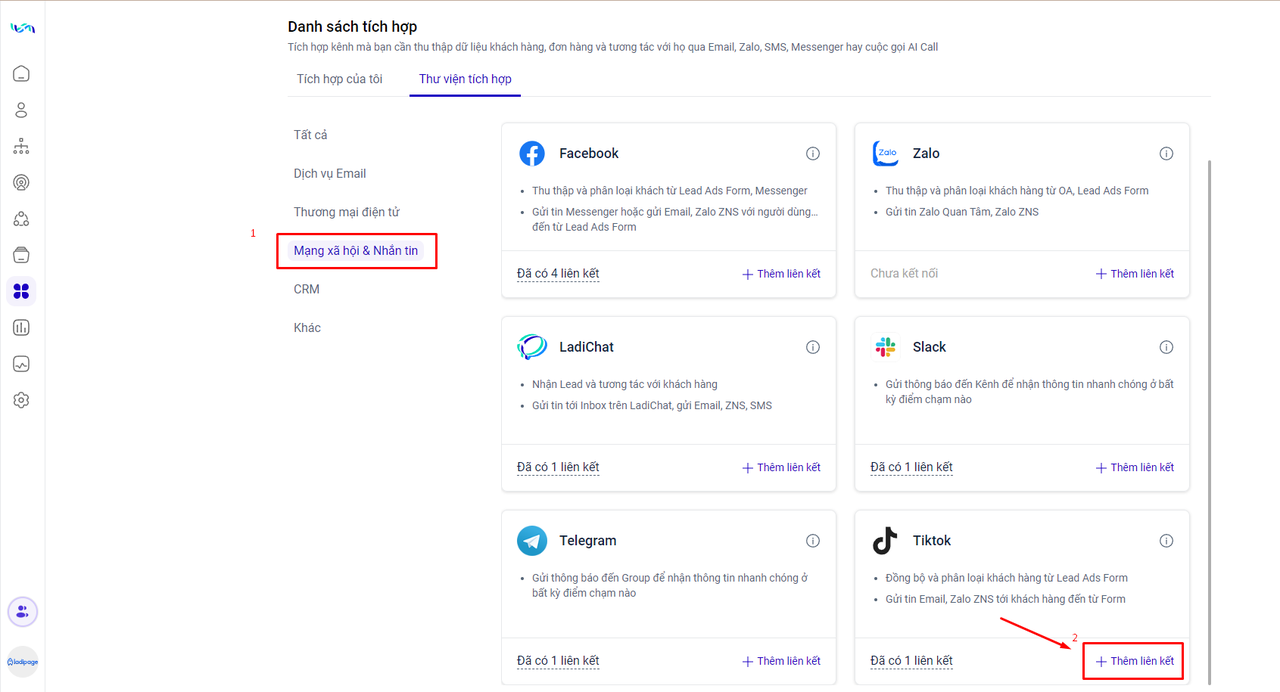 Danh sách tích hợp
Tích hợp kênh mà bạn cần thu thập dữ liệu khách hàng, đơn hàng và tương tác với họ qua Email, Zalo, SMS, Messenger hay cuộc gọi AI Call
Tích hợp của tôi
Thư viện tích hợp
Tất cả
Dịch vụ Email
Thương mại điện tử
1
Mạng xã hội & Nhắn tin
CRM
Khác
Facebook
Thu thập và phân loại khách từ Lead Ads Form, Messenger
Gửi tin Messenger hoặc gửi Email, Zalo ZNS với người dùng...
đến từ Lead Ads Form
Đã có 4 liên kết
+ Thêm liên kết
Zalo
Zalo
Thu thập và phân loại khách hàng từ OA, Lead Ads Form
Gửi tin Zalo Quan Tâm, Zalo ZNS
Chưa kết nối
+ Thêm liên kết
LadiChat
Nhận Lead và tương tác với khách hàng
Gửi tin tới Inbox trên LadiChat, gửi Email, ZNS, SMS
Đã có 1 liên kết
+ Thêm liên kết
Slack
Gửi thông báo đến Kênh để nhận thông tin nhanh chóng ở bất
kỳ điểm chạm nào
Đã có 1 liên kết
+ Thêm liên kết
Telegram
Gửi thông báo đến Group để nhận thông tin nhanh chóng ở
bất kỳ điểm chạm nào
Đã có 1 liên kết
+ Thêm liên kết
Tiktok
Đồng bộ và phân loại khách hàng từ Lead Ads Form
Gửi tin Email, Zalo ZNS tới khách hàng đến từ Form
2
Đã có 1 liên kết
+ Thêm liên kết
ladipage